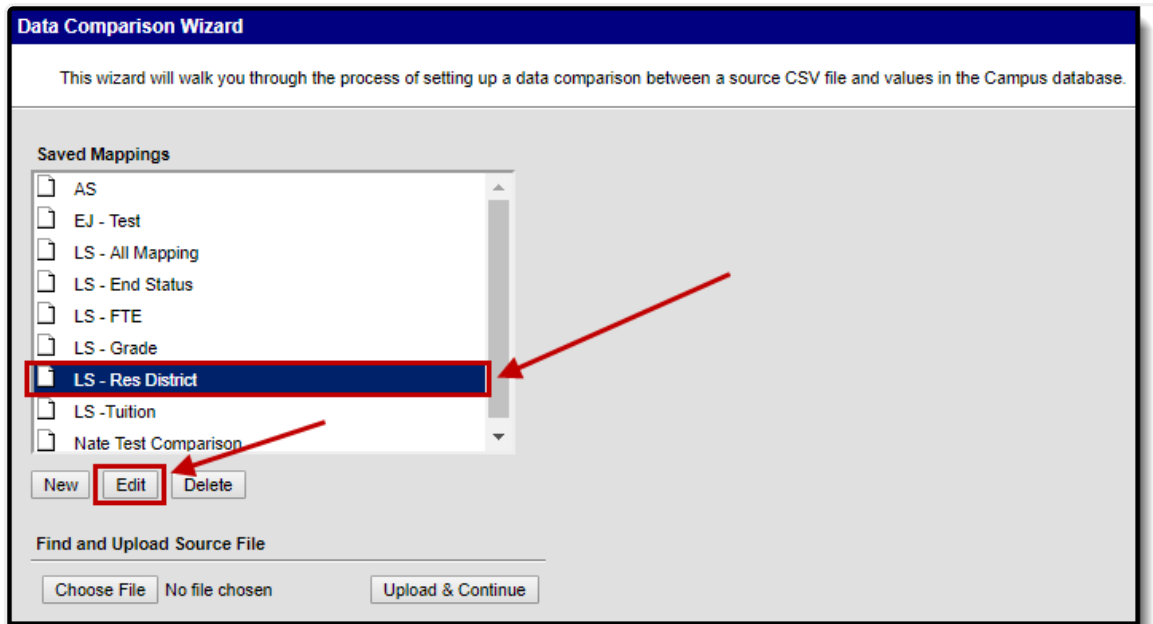 Data Comparison Wizard
This wizard will walk you through the process of setting up a data comparison between a source CSV file and values in the Campus database.
Saved Mappings
AS
EJ - Test
LS - All Mapping
LS - End Status
LS - FTE
LS - Grade
LS - Res District
LS -Tuition
Nate Test Comparison
New Edit Delete
Find and Upload Source File
Choose File No file chosen Upload & Continue